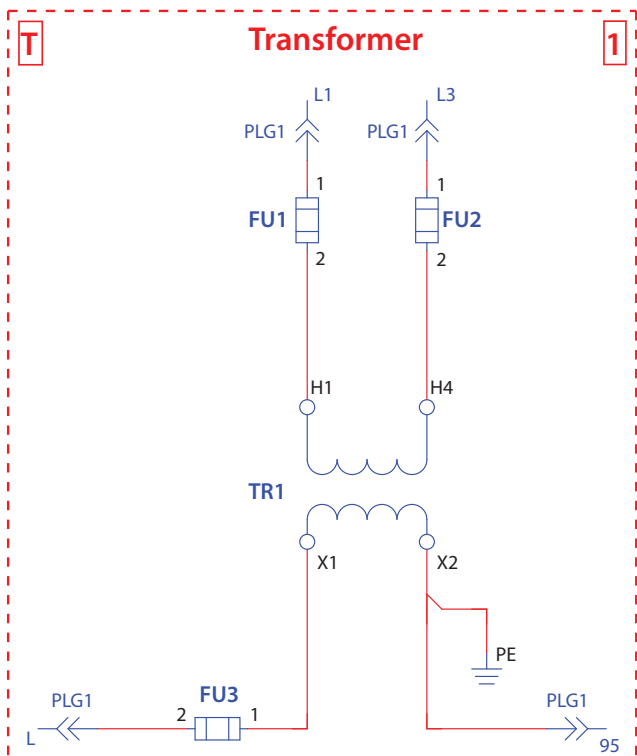 T Transformer 1
L1 L3
PLG1 PLG1
1 1
FU1 FU2
2 2
H1 H4
TR1
X1 X2
PE
PLG1 FU3 PLG1
2 1
L 95